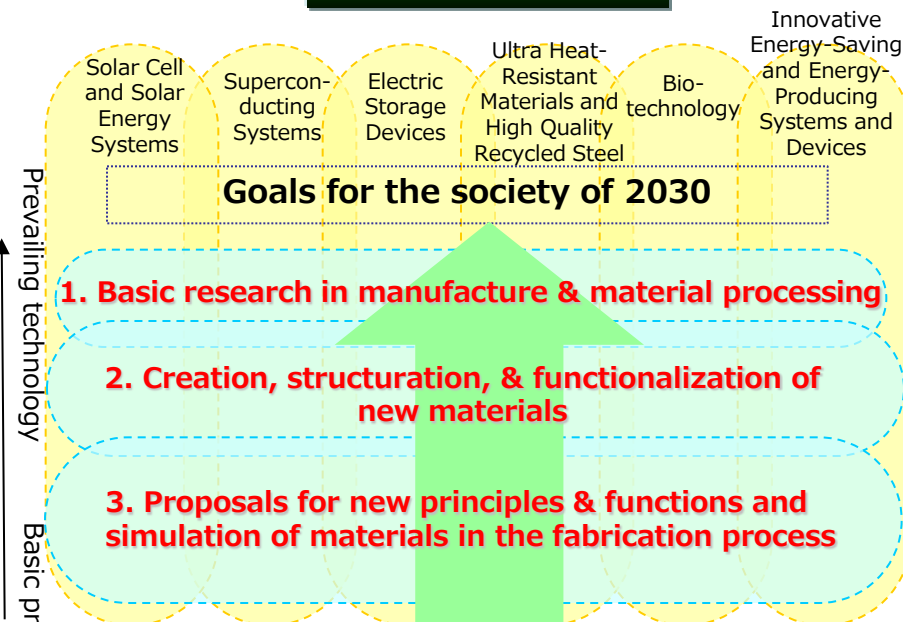 Solar Cell
and Solar
Energy
Systems
Supercon-
ducting
Systems
Electric
Storage
Devices
Ultra Heat-
Resistant
Materials and
High Quality
Recycled Steel
Bio-
technology
Innovative
Energy-Saving
and Energy-
Producing
Systems and
Devices
Goals for the society of 2030
Prevailing technology
1. Basic research in manufacture & material processing
2. Creation, structuration, & functionalization of
new materials
3. Proposals for new principles & functions and
simulation of materials in the fabrication process
Basic pr